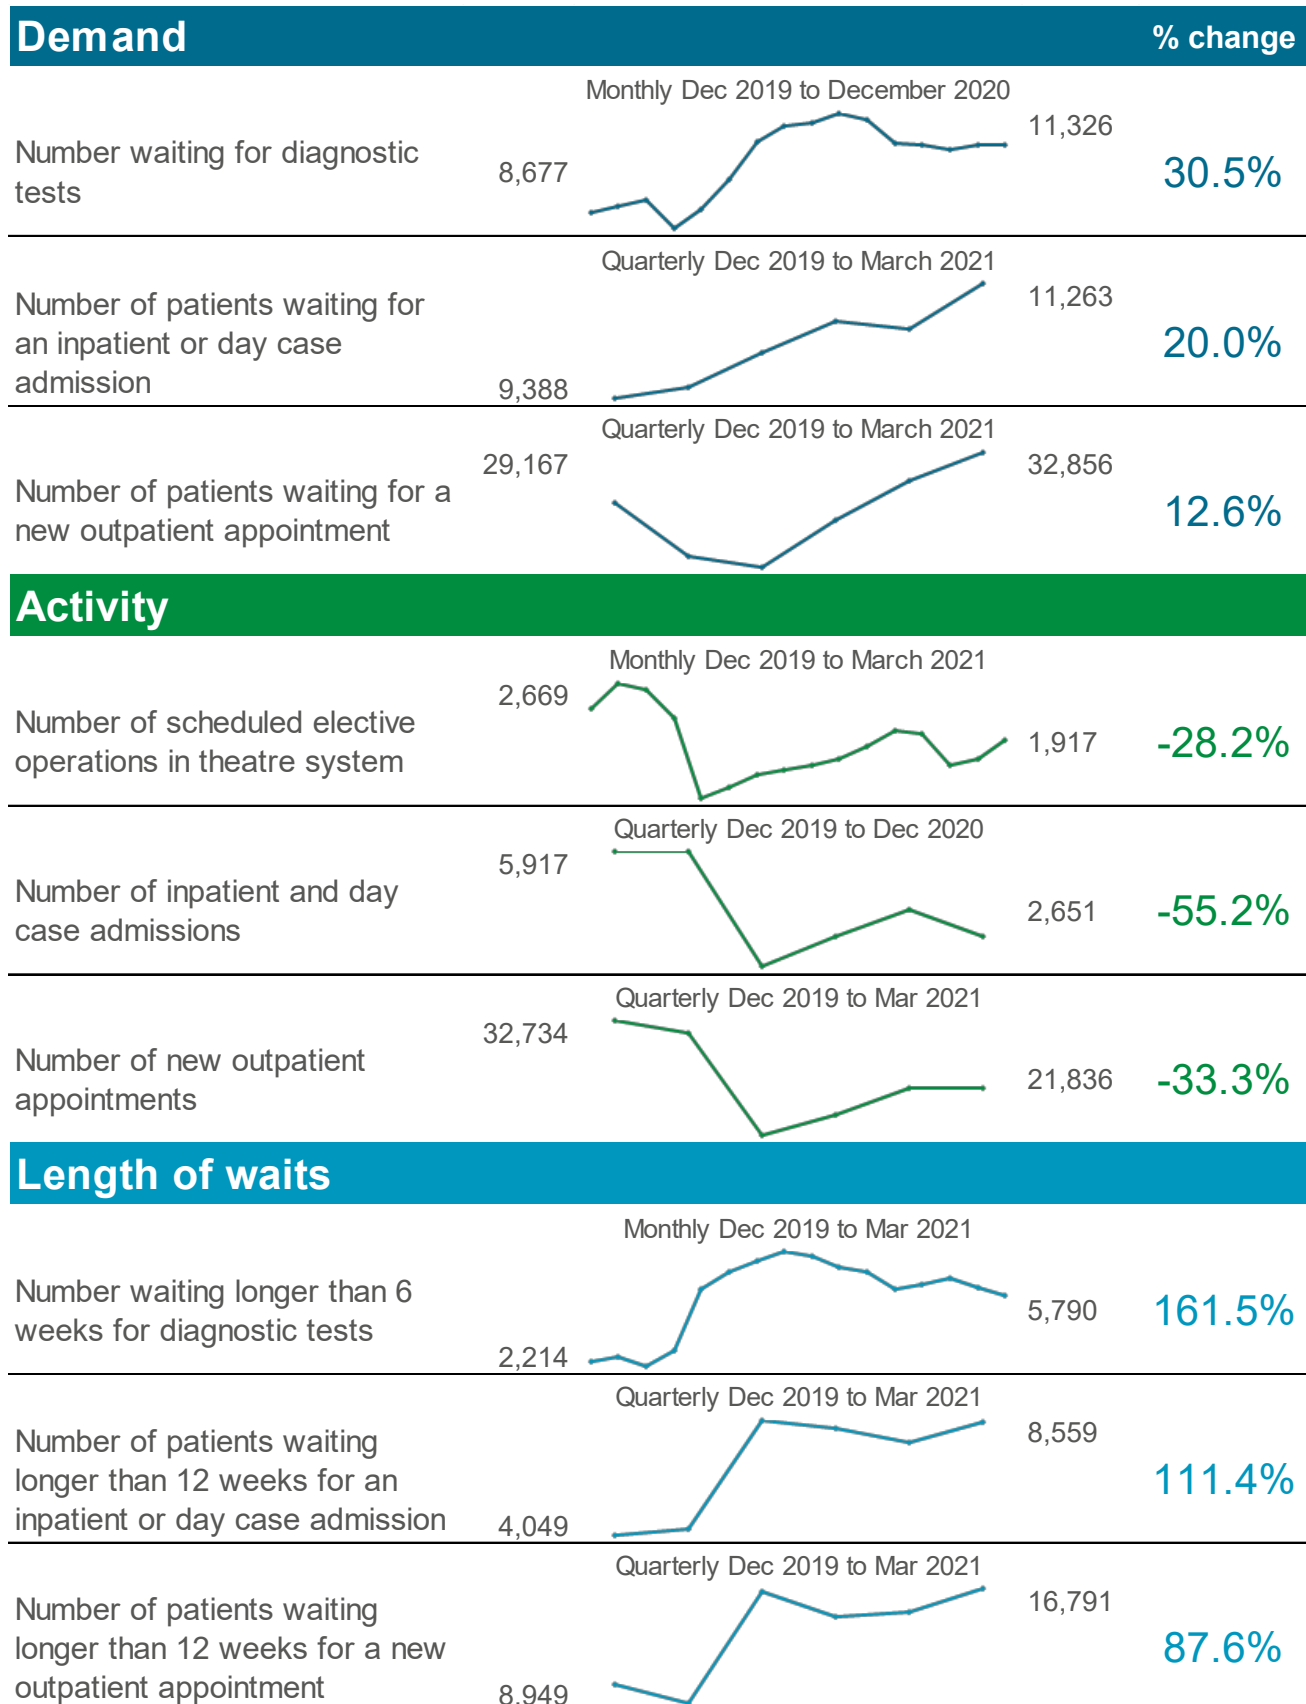 Demand % change
Monthly Dec 2019 to December 2020
Number waiting for diagnostic
tests
8,677
11,326
30.5%
Quarterly Dec 2019 to March 2021
Number of patients waiting for
an inpatient or day case
admission
9,388
11,263
20.0%
Quarterly Dec 2019 to March 2021
Number of patients waiting for a
new outpatient appointment
29,167
32,856
12.6%
Activity
Monthly Dec 2019 to March 2021
Number of scheduled elective
operations in theatre system
2,669
1,917
-28.2%
Quarterly Dec 2019 to Dec 2020
Number of inpatient and day
case admissions
5,917
2,651
-55.2%
Quarterly Dec 2019 to Mar 2021
Number of new outpatient
appointments
32,734
21,836
-33.3%
Length of waits
Monthly Dec 2019 to Mar 2021
Number waiting longer than 6
weeks for diagnostic tests
2,214
5,790
161.5%
Quarterly Dec 2019 to Mar 2021
Number of patients waiting
longer than 12 weeks for an
inpatient or day case admission
4,049
8,559
111.4%
Quarterly Dec 2019 to Mar 2021
Number of patients waiting
longer than 12 weeks for a new
outpatient appointment
8,949
16,791
87.6%